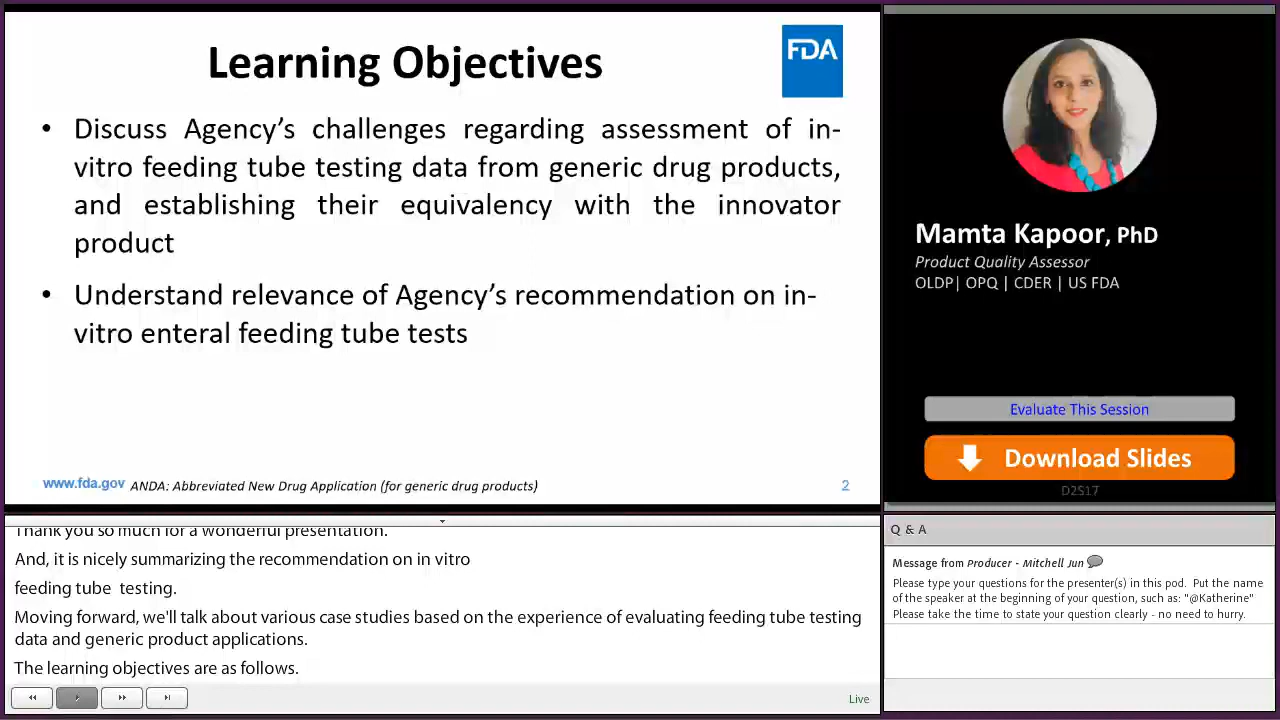 Learning Objectives
FDA
• Discuss Agency's challenges regarding assessment of in-
vitro feeding tube testing data from generic drug products,
and establishing their equivalency with the innovator
product
• Understand relevance of Agency's recommendation on in-
vitro enteral feeding tube tests
www.fda.gov ANDA: Abbreviated New Drug Application (for generic drug products) 2
Mamta Kapoor, PhD
Product Quality Assessor
OLDP| OPQ | CDER | US FDA
Evaluate This Session
Download Slides
D2S17
Thank you so much for a wonderful presentation.
And, it is nicely summarizing the recommendation on in vitro
feeding tube testing.
Moving forward, we'll talk about various case studies based on the experience of evaluating feeding tube testing
data and generic product applications.
The learning objectives are as follows.
Live
Q & A
Message from Producer - Mitchell Jun
Please type your questions for the presenter(s) in this pod. Put the name
of the speaker at the beginning of your question, such as: "@Katherine"
Please take the time to state your question clearly - no need to hurry.